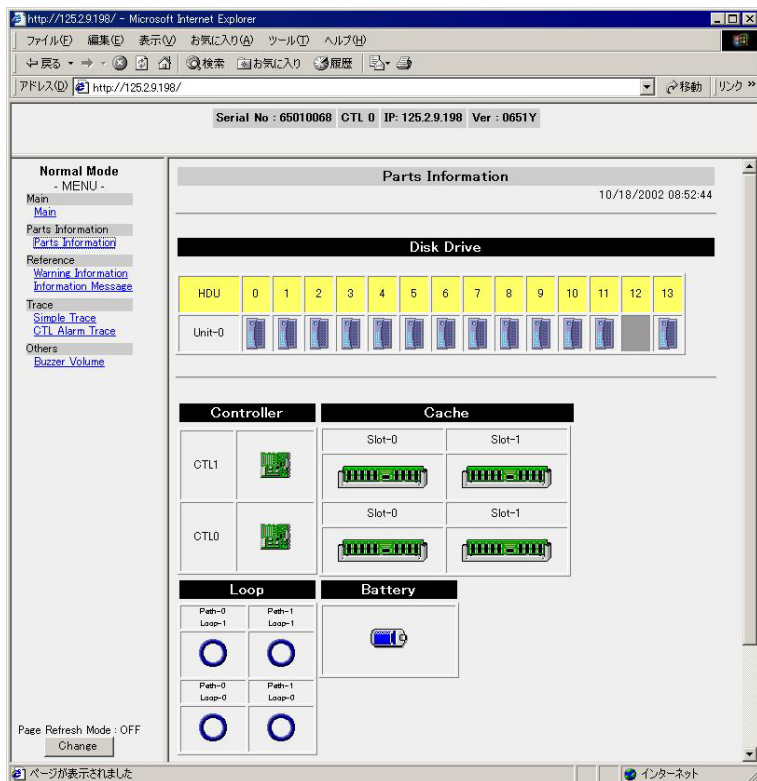 http://125.2.9.198/ - Microsoft Internet Explorer
ファイル(F) 編集(E) 表示(V) お気に入り(A) ツール(T) ヘルプ(H)
戻る 検索 お気に入り 履歴
アドレス(D) http://125.2.9.198/ 移動 リンク »
Serial No : 65010068 CTL 0 IP: 125.2.9.198 Ver : 0651Y
Normal Mode
- MENU -
Main
Main
Parts Information
Parts Information
Reference
Warning Information
Information Message
Trace
Simple Trace
CTL Alarm Trace
Others
Buzzer Volume
Page Refresh Mode : OFF
Change
Parts Information
10/18/2002 08:52:44
Disk Drive
HDU 0 1 2 3 4 5 6 7 8 9 10 11 12 13
Unit-0
Controller Cache
Slot-0 Slot-1
CTL1
Slot-0 Slot-1
CTL0
Loop Battery
Path-0 Path-1
Loop-1 Loop-1
Path-0 Path-1
Loop-0 Loop-0
ページが表示されました インターネット